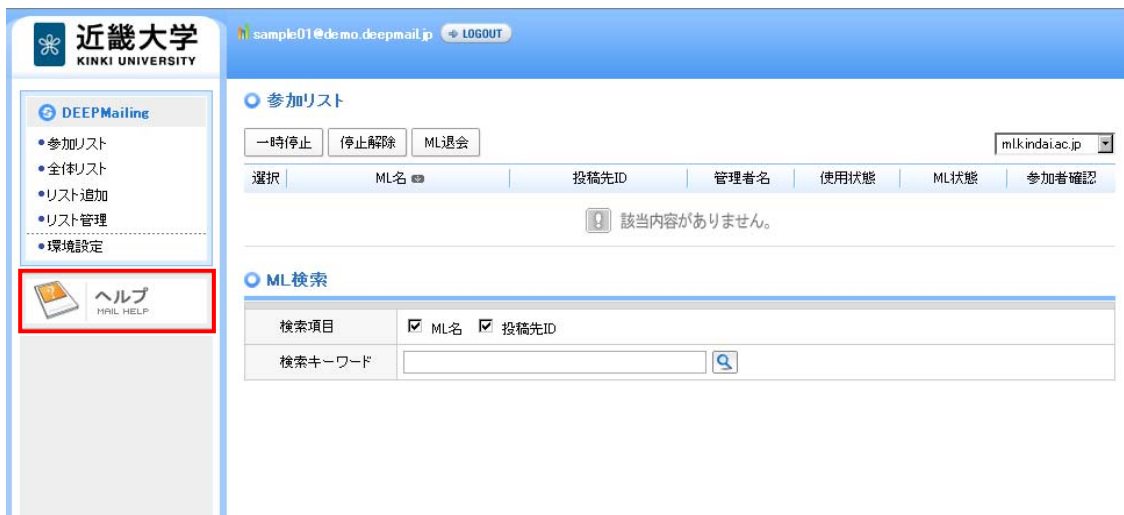 近畿大学
KINKI UNIVERSITY
sample01@demo.deepmail.jp LOGOUT
DEEPMailing
参加リスト
全体リスト
リスト追加
リスト管理
環境設定
ヘルプ
MAIL HELP
参加リスト
一時停止 停止解除 ML退会
ml.kindai.ac.jp
選択 ML名 投稿先ID 管理者名 使用状態 ML状態 参加者確認
該当内容がありません。
ML検索
検索項目 ML名 投稿先ID
検索キーワード